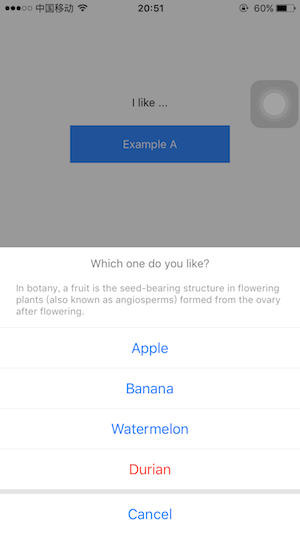 中国移动 20:51 60%
I like ...
Example A
Which one do you like?
In botany, a fruit is the seed-bearing structure in flowering
plants (also known as angiosperms) formed from the ovary
after flowering.
Apple
Banana
Watermelon
Durian
Cancel